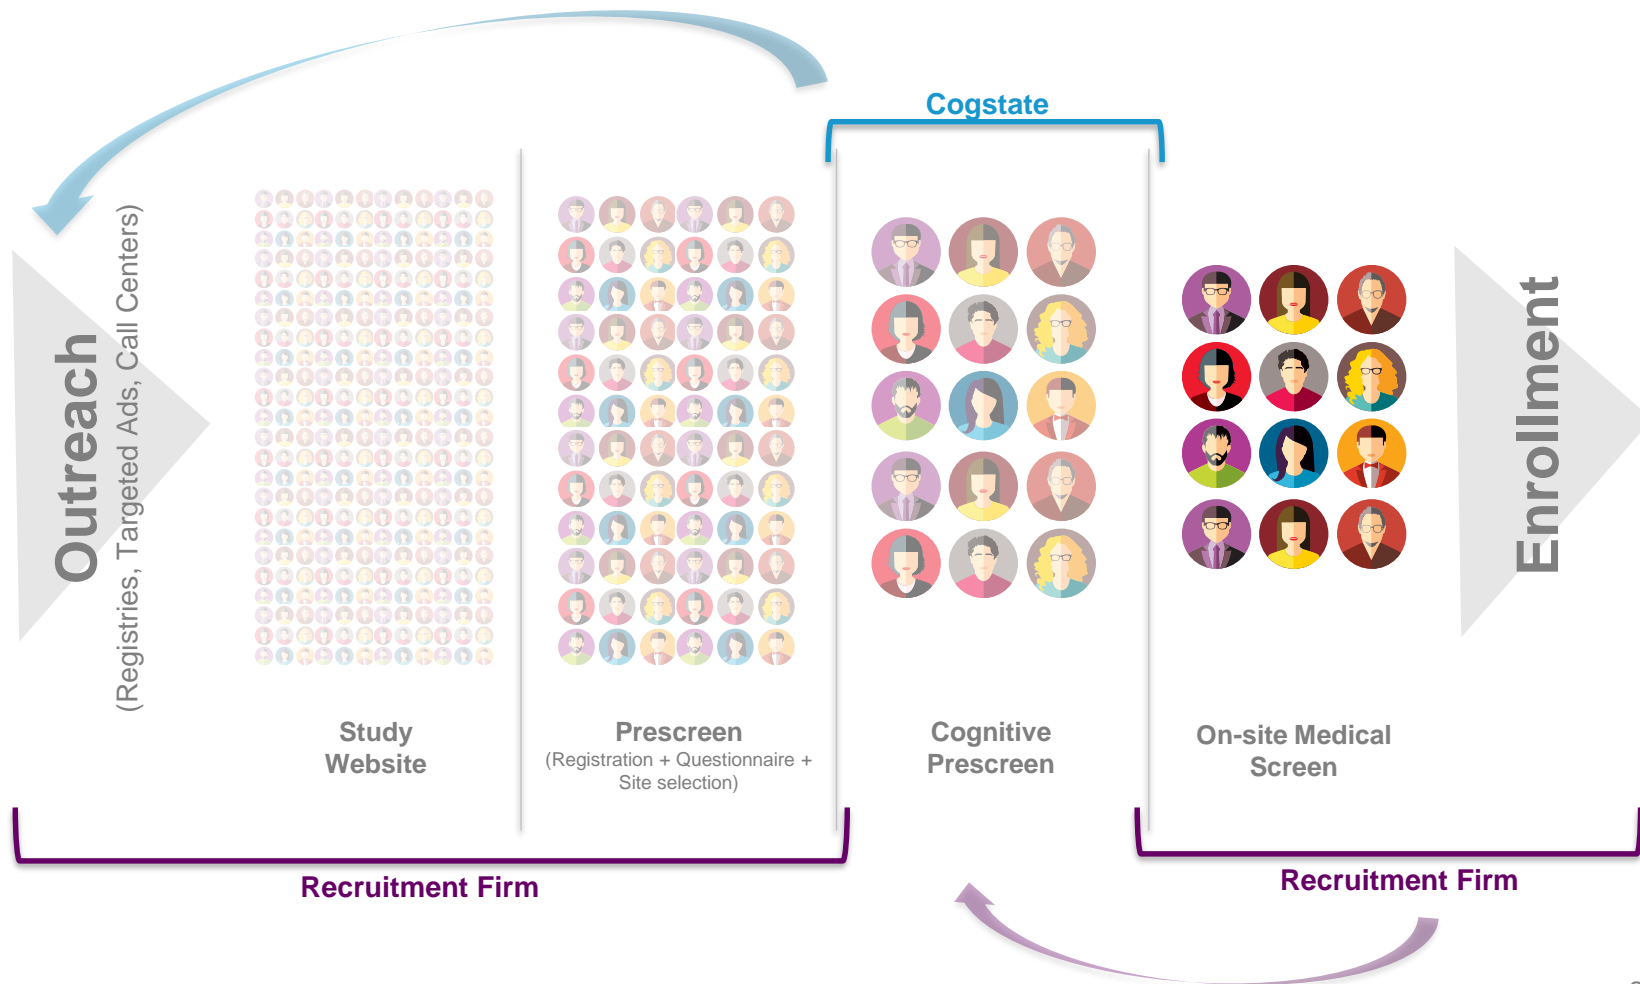 Cogstate
Outreach
(Registries, Targeted Ads, Call Centers)
Enrollment
Study
Website
Prescreen
(Registration + Questionnaire +
Site selection)
Cognitive
Prescreen
On-site Medical
Screen
Recruitment Firm
Recruitment Firm